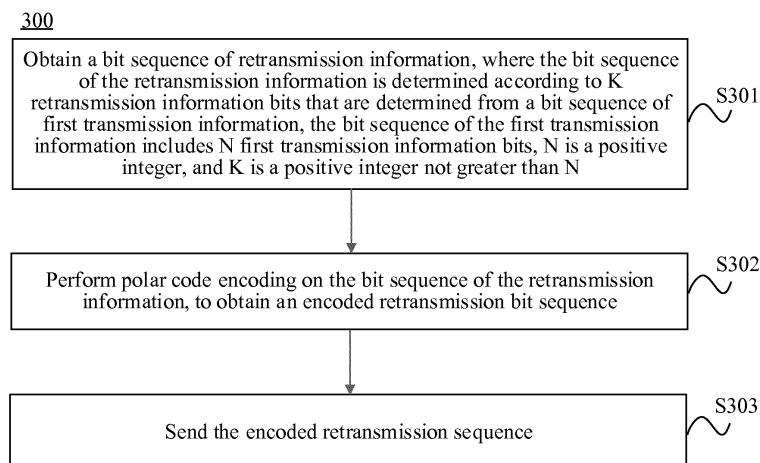 300
Obtain a bit sequence of retransmission information, where the bit sequence
of the retransmission information is determined according to K
retransmission information bits that are determined from a bit sequence of
first transmission information, the bit sequence of the first transmission
information includes N first transmission information bits, N is a positive
integer, and K is a positive integer not greater than N
S301
Perform polar code encoding on the bit sequence of the retransmission
information, to obtain an encoded retransmission bit sequence
S302
Send the encoded retransmission sequence
S303